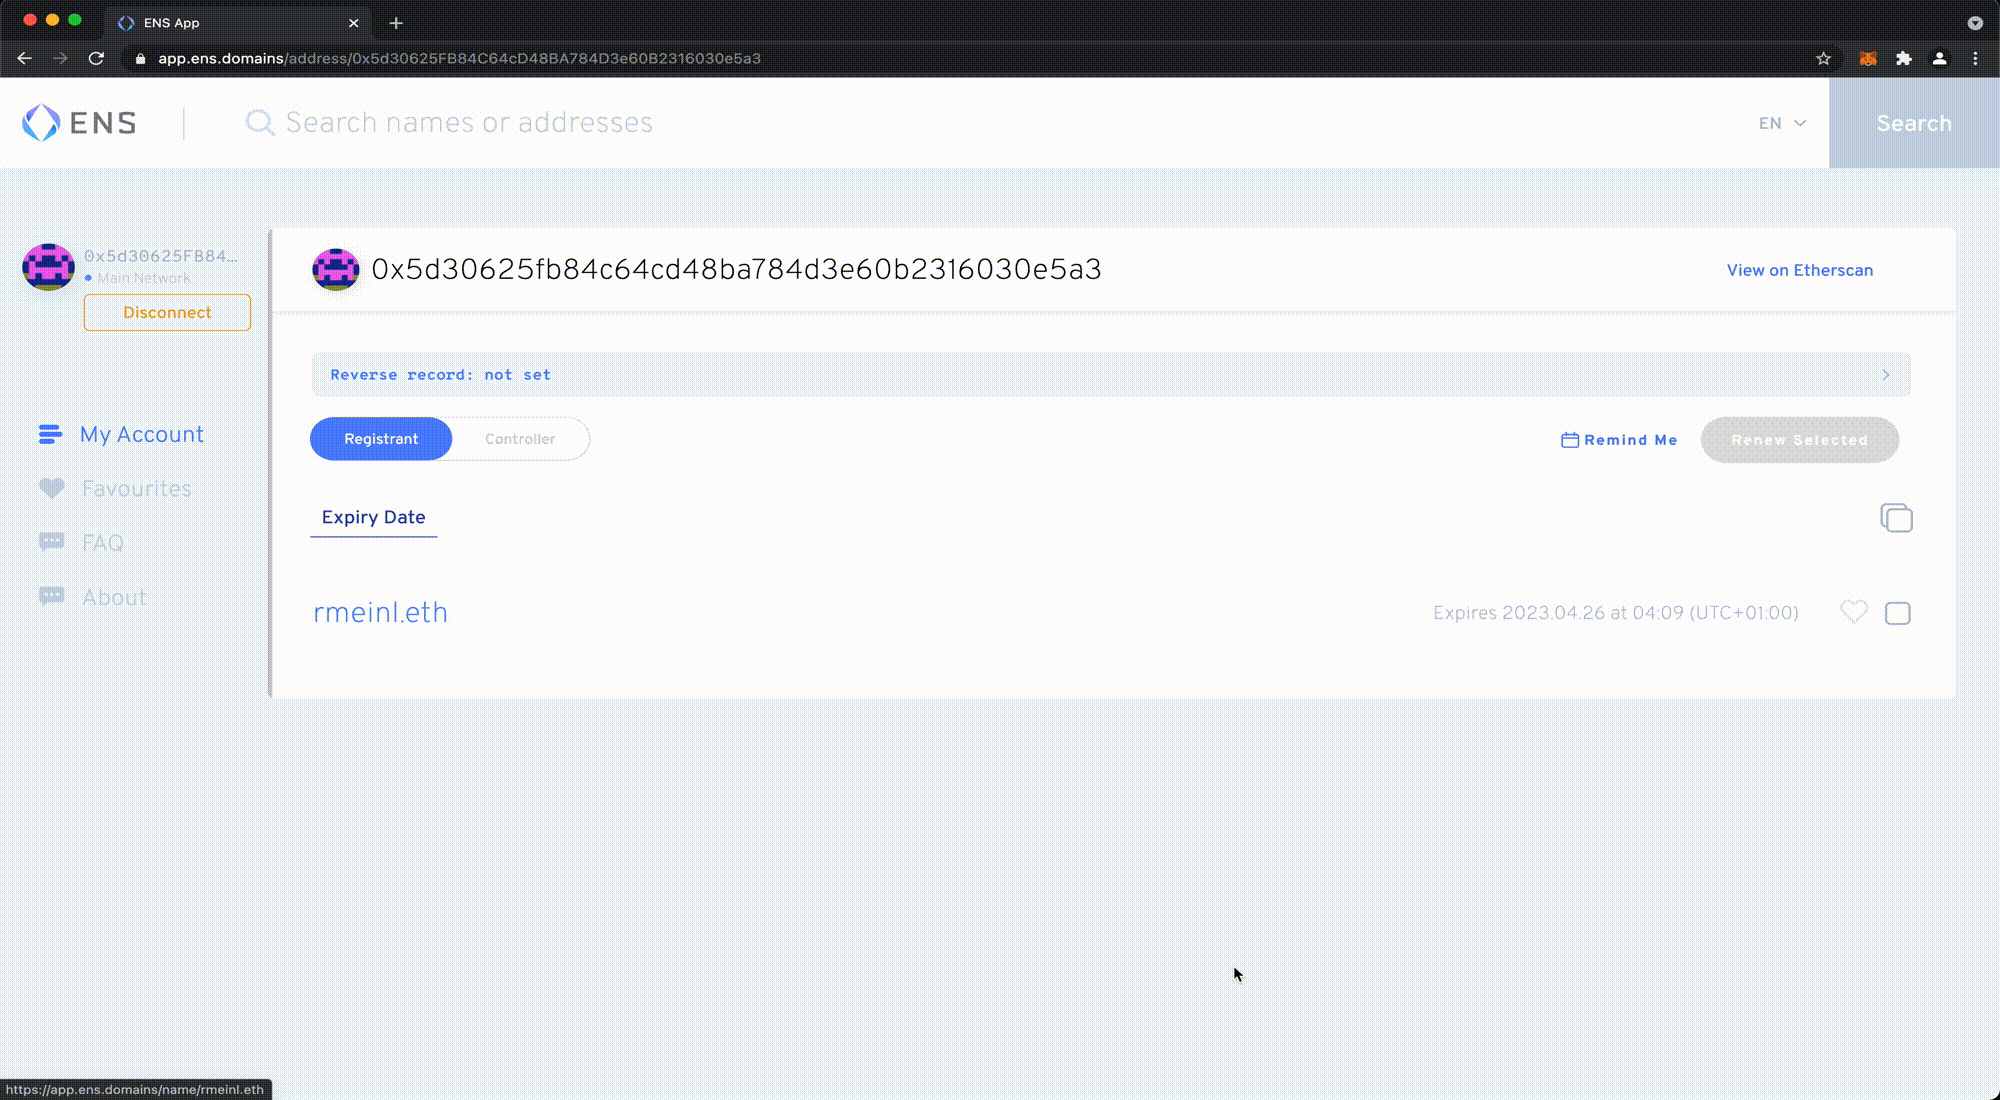 ENS App
app.ens.domains/address/0x5d30625FB84C64cD48BA784D3e60B2316030e5a3
ENS
Search names or addresses
EN
Search
0x5d30625FB84...
Main Network
Disconnect
0x5d30625fb84c64cd48ba784d3e60b2316030e5a3
View on Etherscan
Reverse record: not set
My Account
Registrant
Controller
Remind Me
Renew Selected
Favourites
Expiry Date
FAQ
About
rmeinl.eth
Expires 2023.04.26 at 04:09 (UTC+01:00)
https://app.ens.domains/name/rmeinl.eth